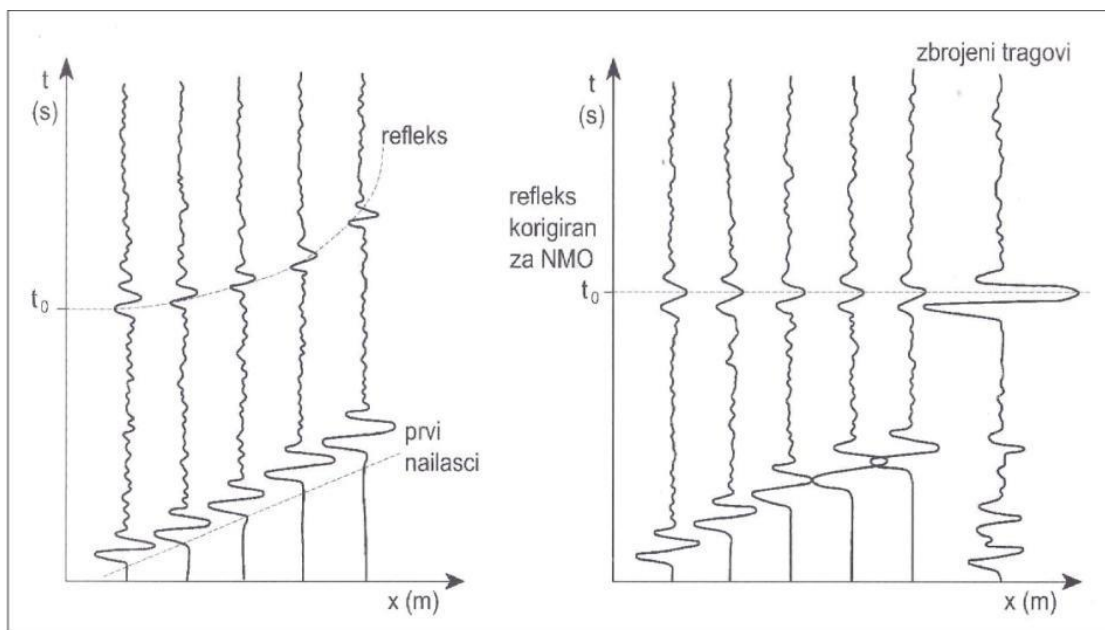 t
(s)
refleks
t₀
prvi
nailasci
x (m)
zbrojeni tragovi
t
(s)
refleks
korigiran
za NMO
t₀
x (m)